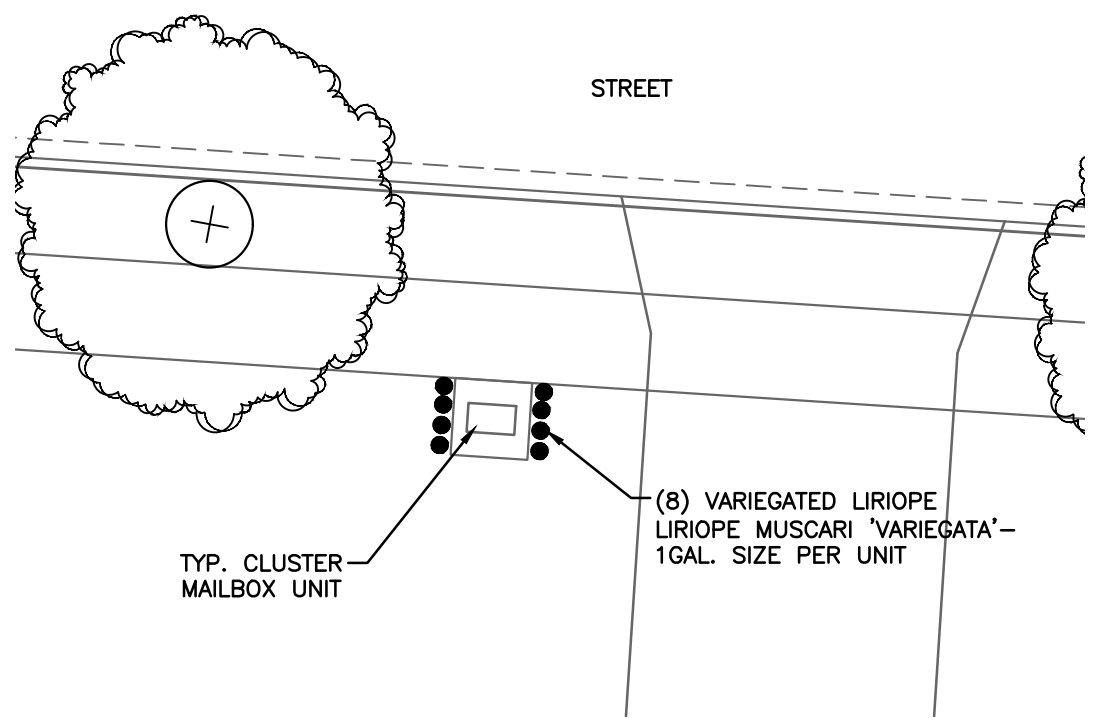 STREET
(8) VARIEGATED LIRIOPE
LIRIOPE MUSCARI 'VARIEGATA'–
1GAL. SIZE PER UNIT
TYP. CLUSTER
MAILBOX UNIT